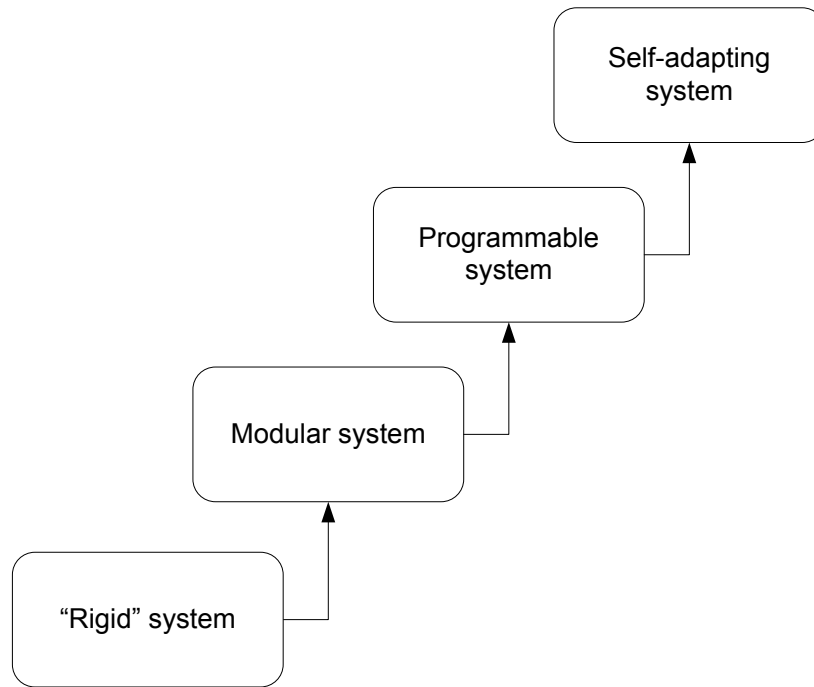 Self-adapting
system
Programmable
system
Modular system
“Rigid” system